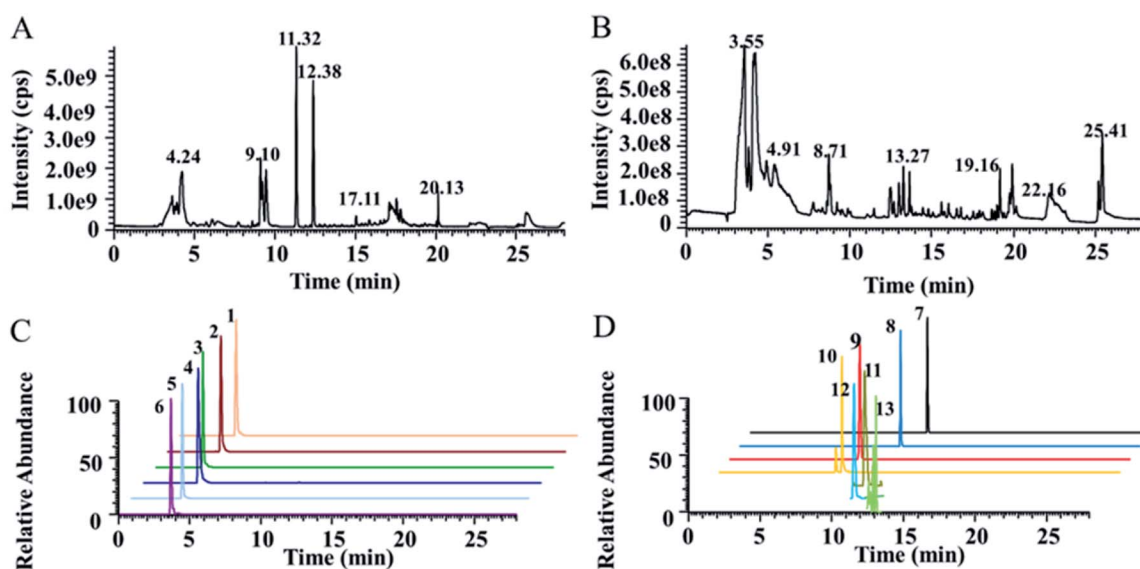 A
Intensity (cps)
5.0e9
4.0e9
3.0e9
2.0e9
1.0e9
0
4.24
9.10
11.32
12.38
17.11
20.13
0 5 10 15 20 25
Time (min)
B
Intensity (cps)
6.0e8
5.0e8
4.0e8
3.0e8
2.0e8
1.0e8
0
3.55
4.91
8.71
13.27
19.16
22.16
25.41
0 5 10 15 20 25
Time (min)
C
Relative Abundance
100
50
0
1
2
3
4
5
6
0 5 10 15 20 25
Time (min)
D
Relative Abundance
100
50
0
7
8
9
10
11
12
13
0 5 10 15 20 25
Time (min)